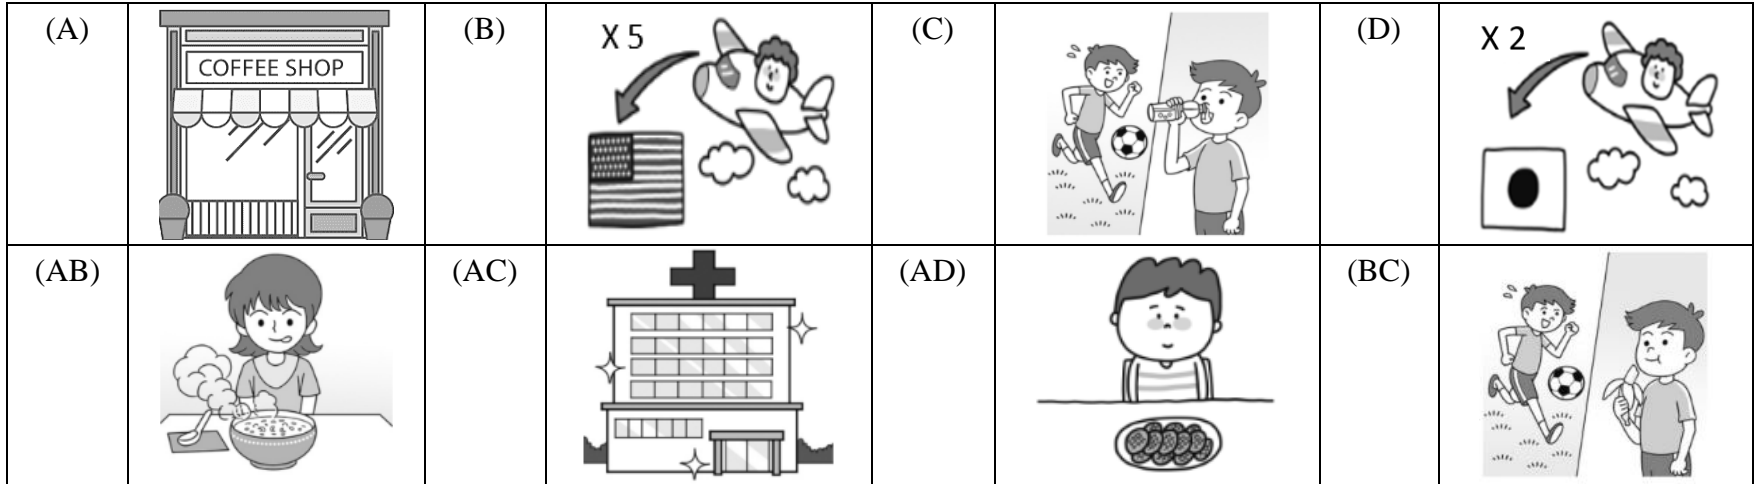 (A)
COFFEE SHOP
(B)
X 5
(C)
(D)
X 2
(AB)
(AC)
(AD)
(BC)